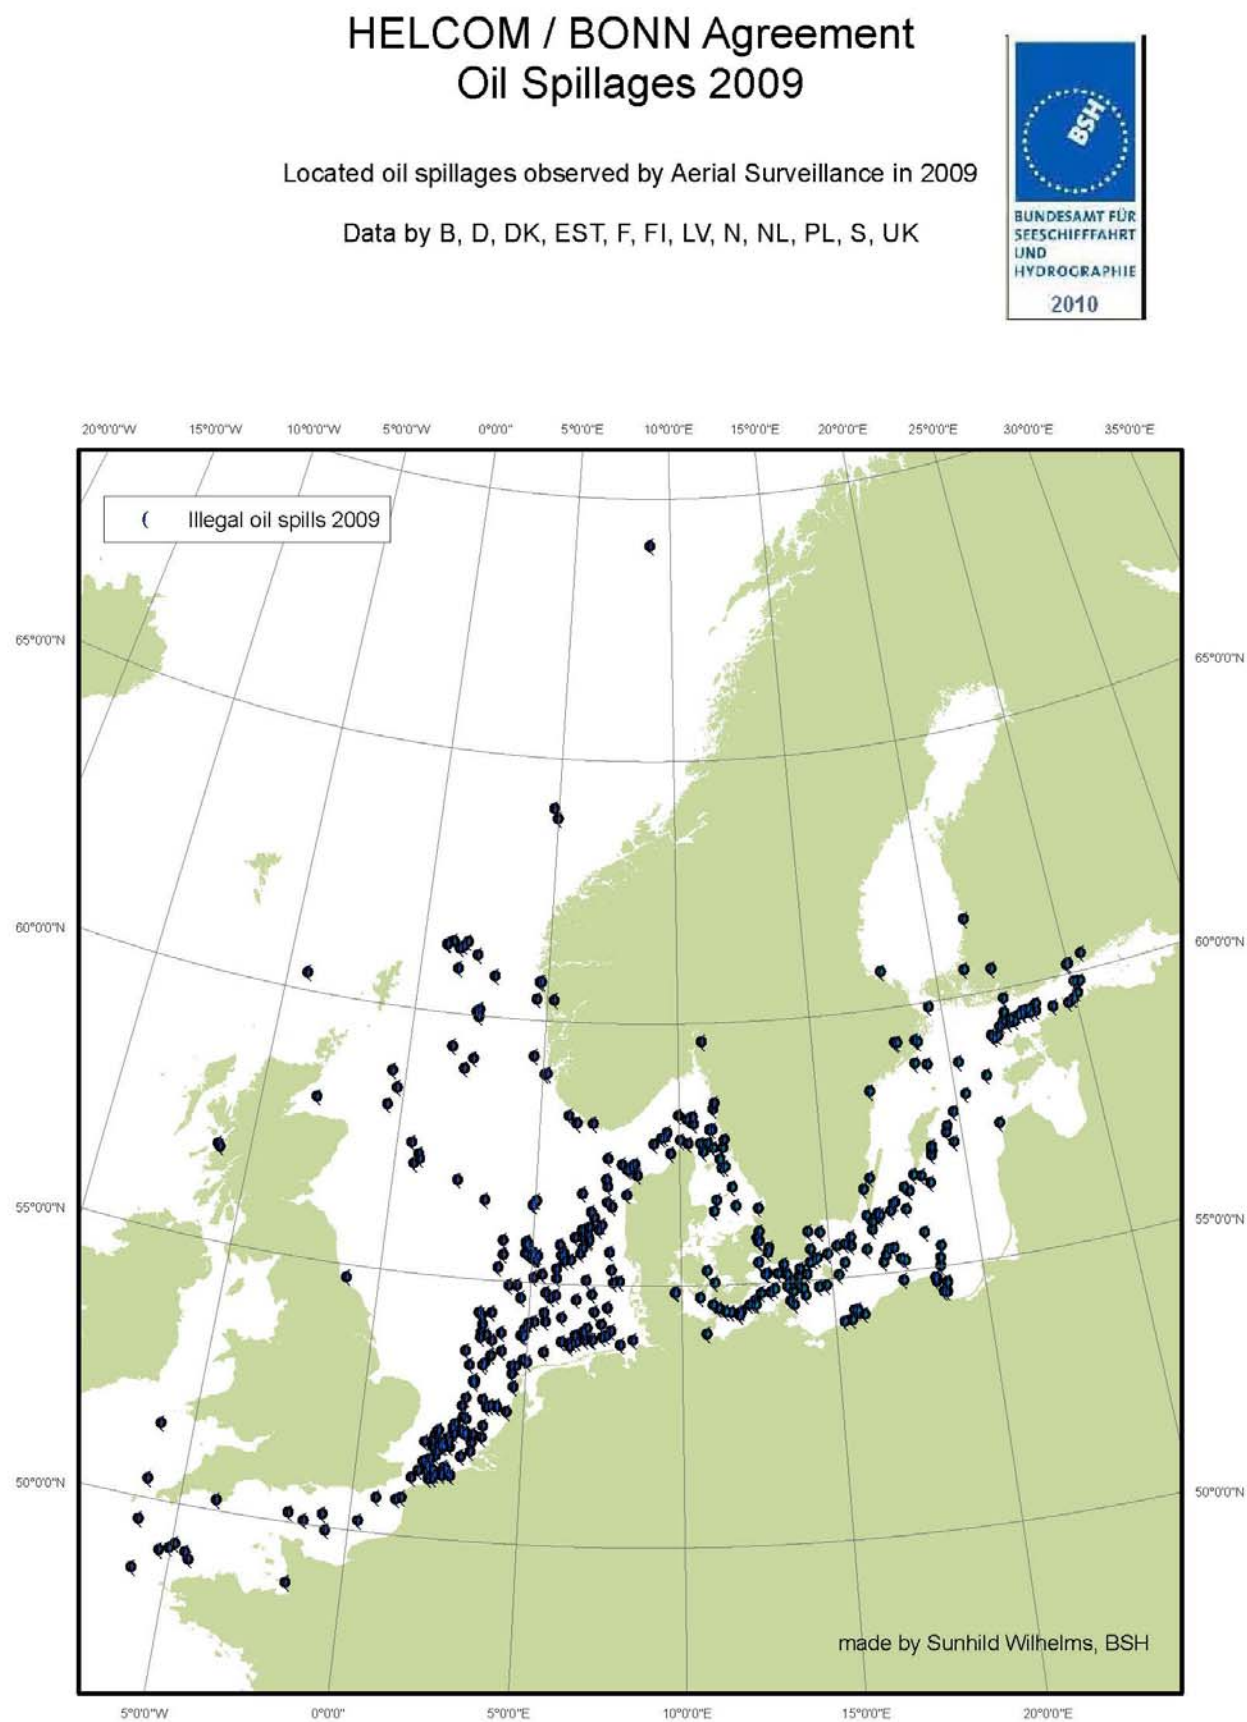 HELCOM / BONN Agreement
Oil Spillages 2009
Located oil spillages observed by Aerial Surveillance in 2009
Data by B, D, DK, EST, F, FI, LV, N, NL, PL, S, UK
BSH
BUNDESAMT FÜR
SEESCHIFFFAHRT
UND
HYDROGRAPHIE
2010
20°0'0"W 15°0'0"W 10°0'0"W 5°0'0"W 0°0'0" 5°0'0"E 10°0'0"E 15°0'0"E 20°0'0"E 25°0'0"E 30°0'0"E 35°0'0"E
Illegal oil spills 2009
65°0'0"N
65°0'0"N
60°0'0"N
60°0'0"N
55°0'0"N
55°0'0"N
50°0'0"N
50°0'0"N
made by Sunhild Wilhelms, BSH
5°0'0"W 0°0'0" 5°0'0"E 10°0'0"E 15°0'0"E 20°0'0"E